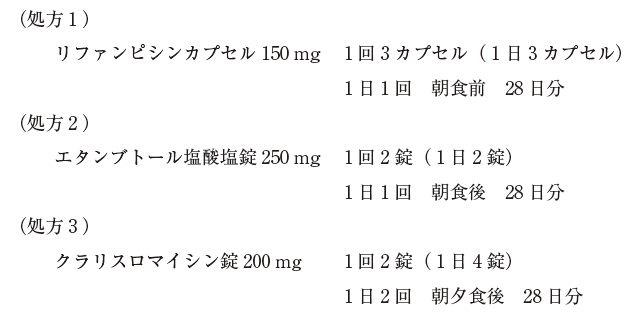 （処方１）
リファンピシンカプセル 150 mg　１回３カプセル（１日３カプセル）
１日１回　朝食前　28 日分
（処方２）
エタンブトール塩酸塩錠 250 mg　１回２錠（１日２錠）
１日１回　朝食後　28 日分
（処方３）
クラリスロマイシン錠 200 mg　１回２錠（１日４錠）
１日２回　朝夕食後　28 日分